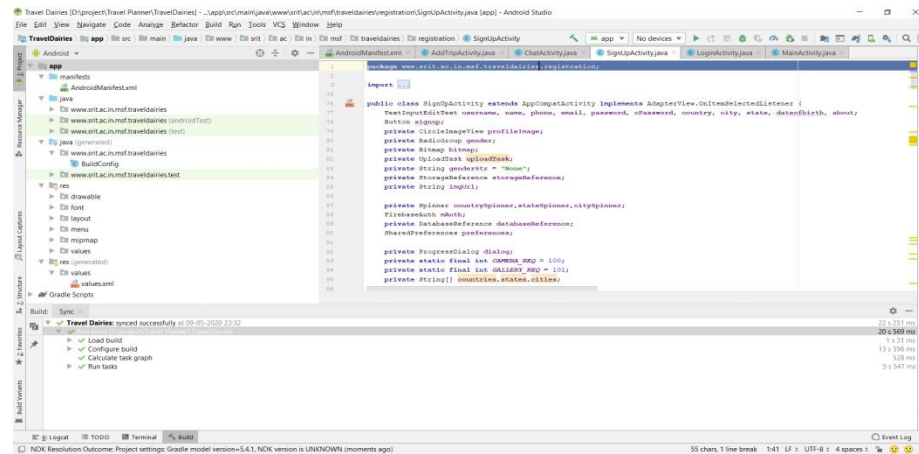 Travel Dairies [D:\project\Travel Planner\TravelDairies] - ...\app\src\main\java\www\srit\ac\in\msf\traveldairies\registration\SignUpActivity.java [app] - Android Studio
File Edit View Navigate Code Analyze Refactor Build Run Tools VCS Window Help
TravelDairies app src main java www srit ac in msf traveldairies registration SignUpActivity app No devices
Android AndroidManifest.xml AddTripActivity.java ChatActivity.java SignUpActivity.java LoginActivity.java MainActivity.java
app
manifests
AndroidManifest.xml
java
www.srit.ac.in.msf.traveldairies
www.srit.ac.in.msf.traveldairies (androidTest)
www.srit.ac.in.msf.traveldairies (test)
java (generated)
www.srit.ac.in.msf.traveldairies
BuildConfig
www.srit.ac.in.msf.traveldairies.test
res
drawable
font
layout
menu
mipmap
values
res (generated)
values
values.xml
Gradle Scripts
package www.srit.ac.in.msf.traveldairies.registration;
import ...
public class SignUpActivity extends AppCompatActivity implements AdapterView.OnItemSelectedListener {
TextInputEditText username, name, phone, email, password, cPassword, country, city, state, dateofbirth, about;
Button signup;
private CircleImageView profileImage;
private RadioGroup gender;
private Bitmap bitmap;
private UploadTask uploadTask;
private String genderStr = "None";
private StorageReference storageReference;
private String imgUrl;
private Spinner countrySpinner,stateSpinner,citySpinner;
FirebaseAuth mAuth;
private DatabaseReference databaseReference;
SharedPreferences preferences;
private ProgressDialog dialog;
private static final int CAMERA_REQ = 100;
private static final int GALLERY_REQ = 101;
private String[] countries,states,cities;
1: Project
Resource Manager
Layout Captures
Z: Structure
2: Favorites
Build Variants
Build: Sync
Travel Dairies: synced successfully at 09-05-2020 23:32 22 s 251 ms
20 s 569 ms
Load build 1 s 31 ms
Configure build 13 s 398 ms
Calculate task graph 528 ms
Run tasks 5 s 547 ms
6: Logcat TODO Terminal Build Event Log
NDK Resolution Outcome: Project settings: Gradle model version=5.4.1, NDK version is UNKNOWN (moments ago) 55 chars, 1 line break 1:41 LF UTF-8 4 spaces